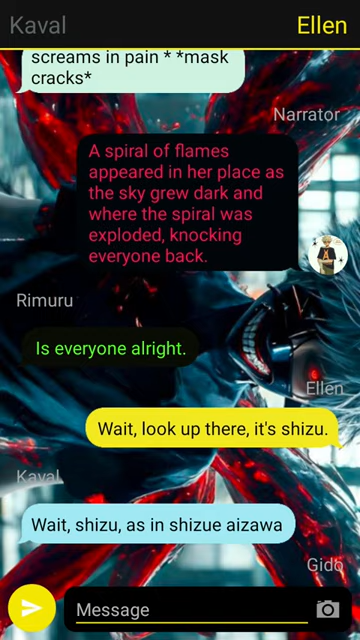 Kaval
Ellen
screams in pain * *mask
cracks*
Narrator
A spiral of flames
appeared in her place as
the sky grew dark and
where the spiral was
exploded, knocking
everyone back.
Rimuru
Is everyone alright.
Ellen
Wait, look up there, it's shizu.
Kaval
Wait, shizu, as in shizue aizawa
Gido
Message